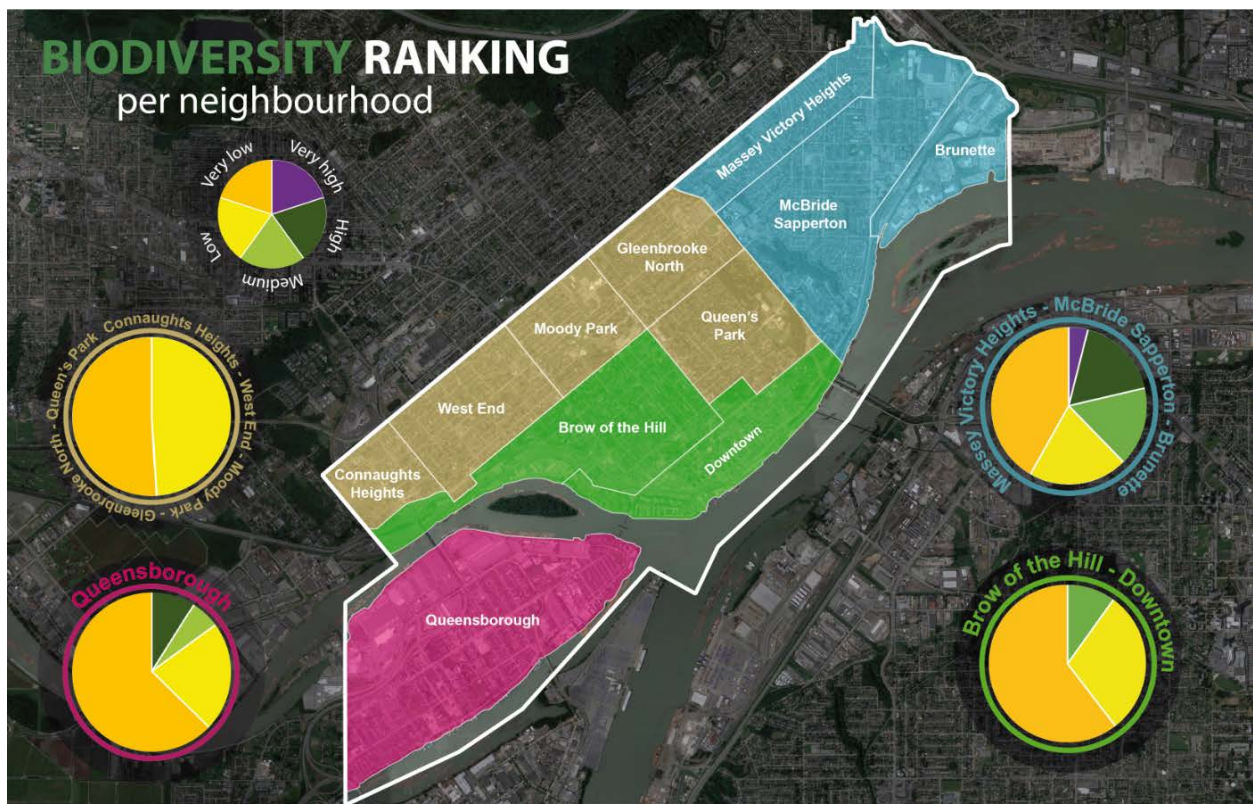 BIODIVERSITY RANKING
per neighbourhood
Very low
Very high
Low
High
Medium
Massey Victory Heights
Brunette
McBride
Sapperton
Gleenbrooke
North
Moody Park
Queen's
Park
West End
Brow of the Hill
Downtown
Connaughts
Heights
Queensborough
Connaughts Heights - West End - Moody Park - Gleenbrooke North - Queen's Park
Massey Victory Heights - McBride Sapperton - Brunette
Queensborough
Brow of the Hill - Downtown